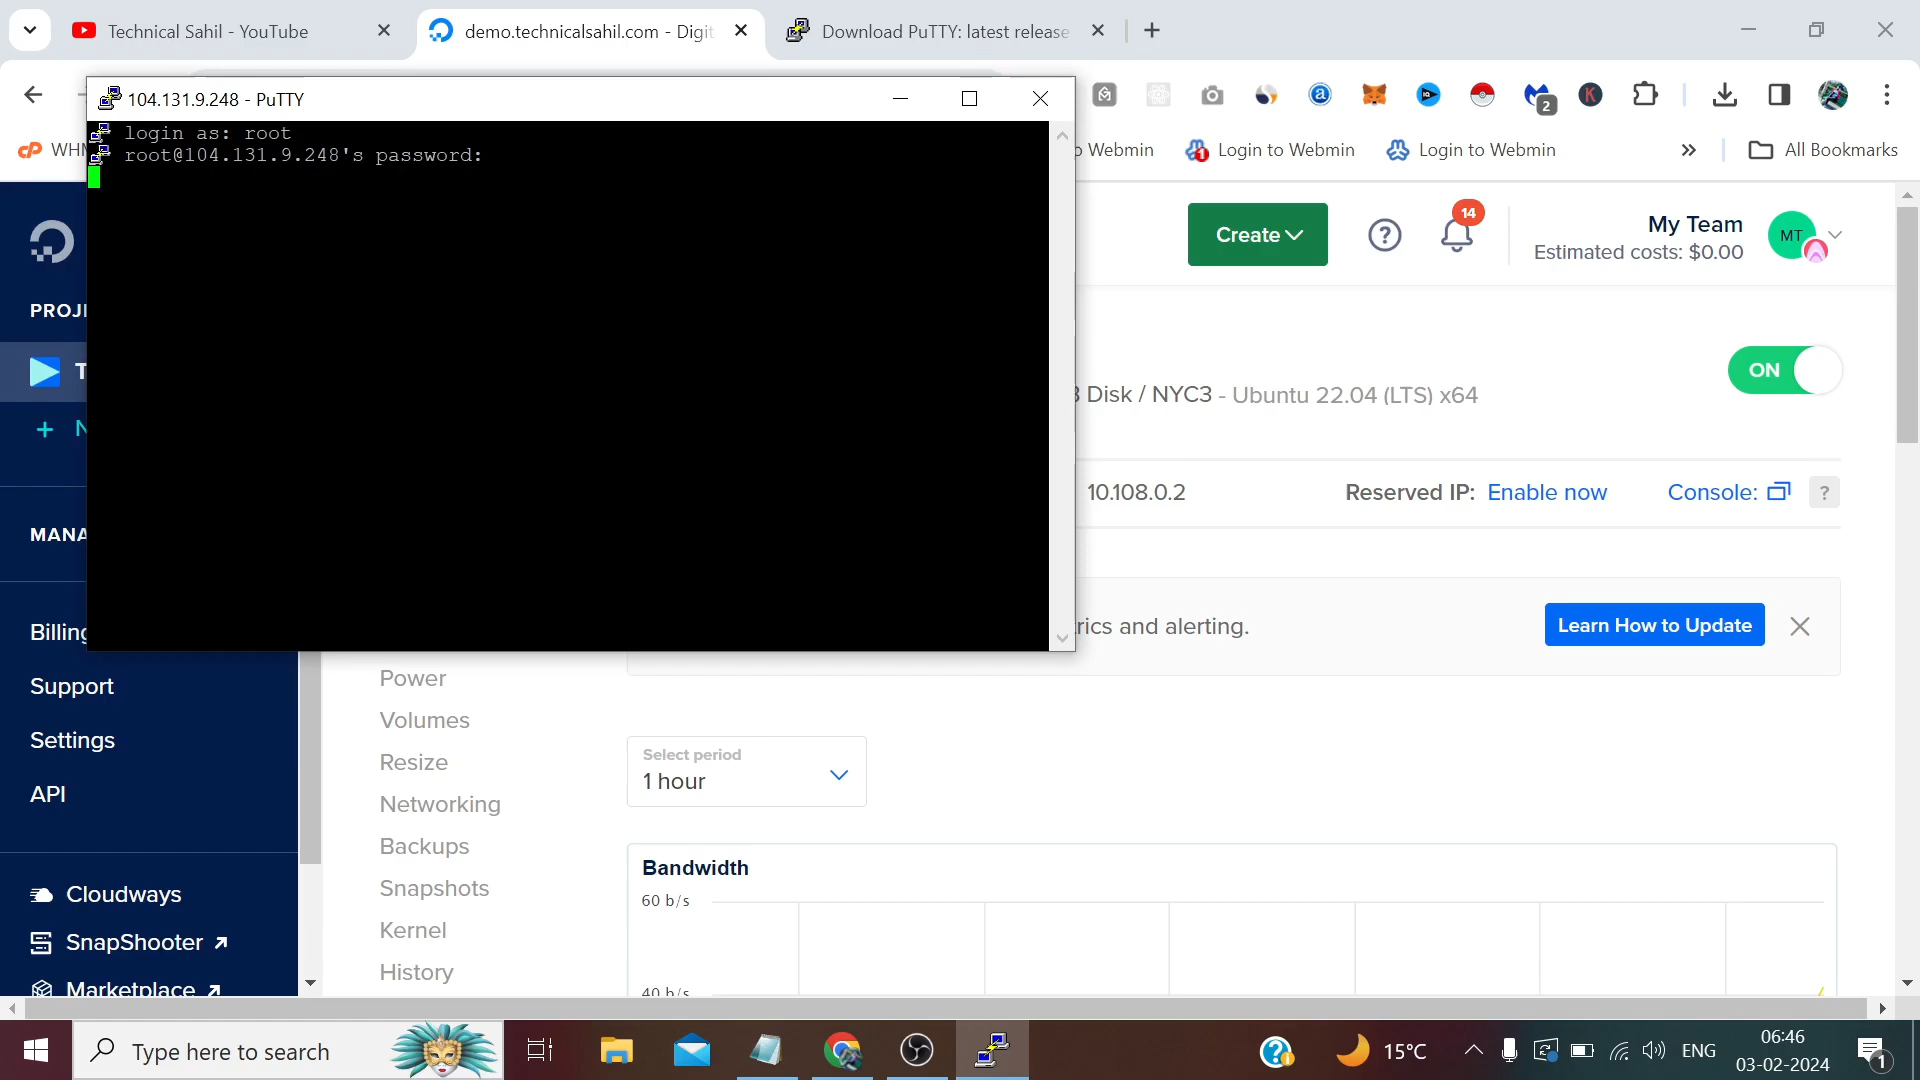 Technical Sahil - YouTube
demo.technicalsahil.com - Digit
Download PuTTY: latest release
104.131.9.248 - PuTTY
login as: root
root@104.131.9.248's password:
2
WHM
Webmin
1
Login to Webmin
Login to Webmin
»
All Bookmarks
Create
?
14
My Team
Estimated costs: $0.00
MT
PROJ
Disk / NYC3 - Ubuntu 22.04 (LTS) x64
ON
T
+ N
10.108.0.2
Reserved IP: Enable now
Console:
?
MANA
rics and alerting.
Learn How to Update
Billing
Support
Settings
API
Cloudways
SnapShooter
Marketplace
Power
Volumes
Resize
Networking
Backups
Snapshots
Kernel
History
Select period
1 hour
Bandwidth
60 b/s
40 b/s
Type here to search
15°C
ENG
06:46
03-02-2024
1